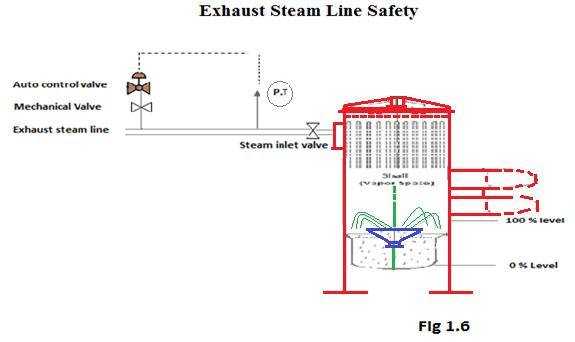 Exhaust Steam Line Safety
Auto control valve
P.T
Mechanical Valve
Exhaust steam line
Steam inlet valve
Shell
(Vapor Space)
100 % level
0 % Level
Fig 1.6